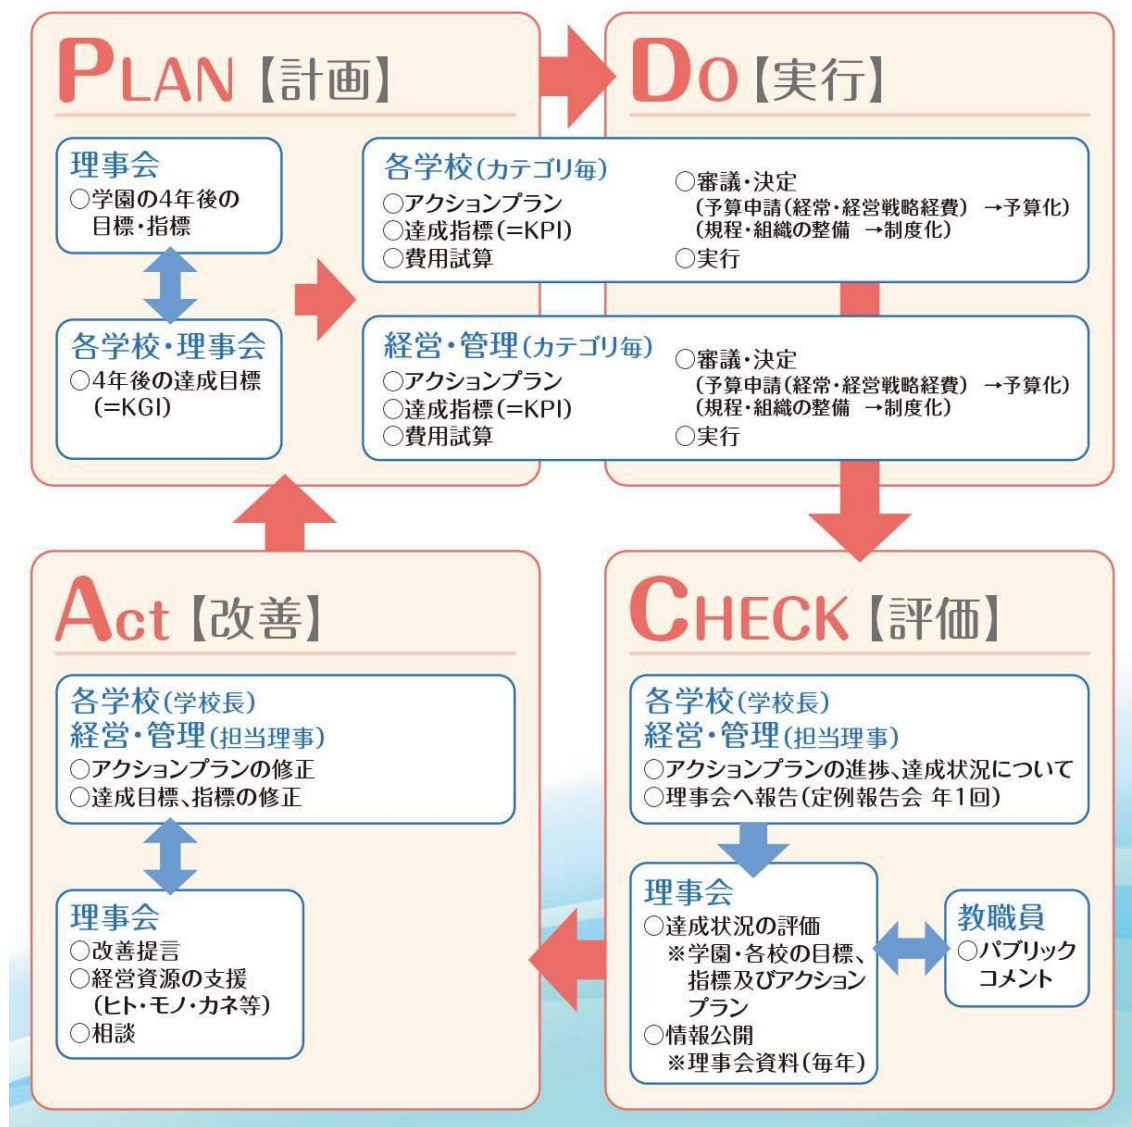 PLAN【計画】
理事会
○学園の4年後の
目標・指標
各学校・理事会
○4年後の達成目標
(=KGI)
DO【実行】
各学校(カテゴリ毎)
○アクションプラン
○達成指標(=KPI)
○費用試算
○審議・決定
(予算申請(経常・経営戦略経費) →予算化)
(規程・組織の整備 →制度化)
○実行
経営・管理(カテゴリ毎)
○アクションプラン
○達成指標(=KPI)
○費用試算
○審議・決定
(予算申請(経常・経営戦略経費) →予算化)
(規程・組織の整備 →制度化)
○実行
CHECK【評価】
各学校(学校長)
経営・管理(担当理事)
○アクションプランの進捗、達成状況について
○理事会へ報告(定例報告会 年1回)
理事会
○達成状況の評価
※学園・各校の目標、
指標及びアクション
プラン
○情報公開
※理事会資料(毎年)
教職員
○パブリック
コメント
Act【改善】
各学校(学校長)
経営・管理(担当理事)
○アクションプランの修正
○達成目標、指標の修正
理事会
○改善提言
○経営資源の支援
(ヒト・モノ・カネ等)
○相談